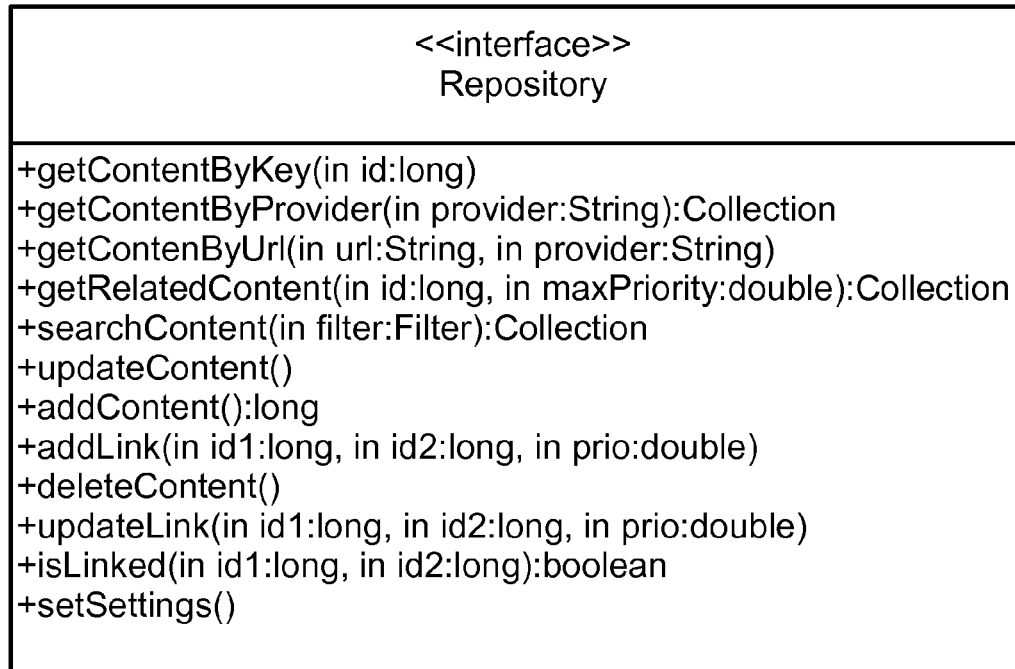 <<interface>>
Repository
+getContentByKey(in id:long)
+getContentByProvider(in provider:String):Collection
+getContenByUrl(in url:String, in provider:String)
+getRelatedContent(in id:long, in maxPriority:double):Collection
+searchContent(in filter:Filter):Collection
+updateContent()
+addContent():long
+addLink(in id1:long, in id2:long, in prio:double)
+deleteContent()
+updateLink(in id1:long, in id2:long, in prio:double)
+isLinked(in id1:long, in id2:long):boolean
+setSettings()